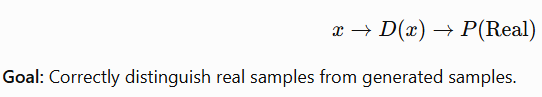 x → D(x) → P(Real)
Goal: Correctly distinguish real samples from generated samples.